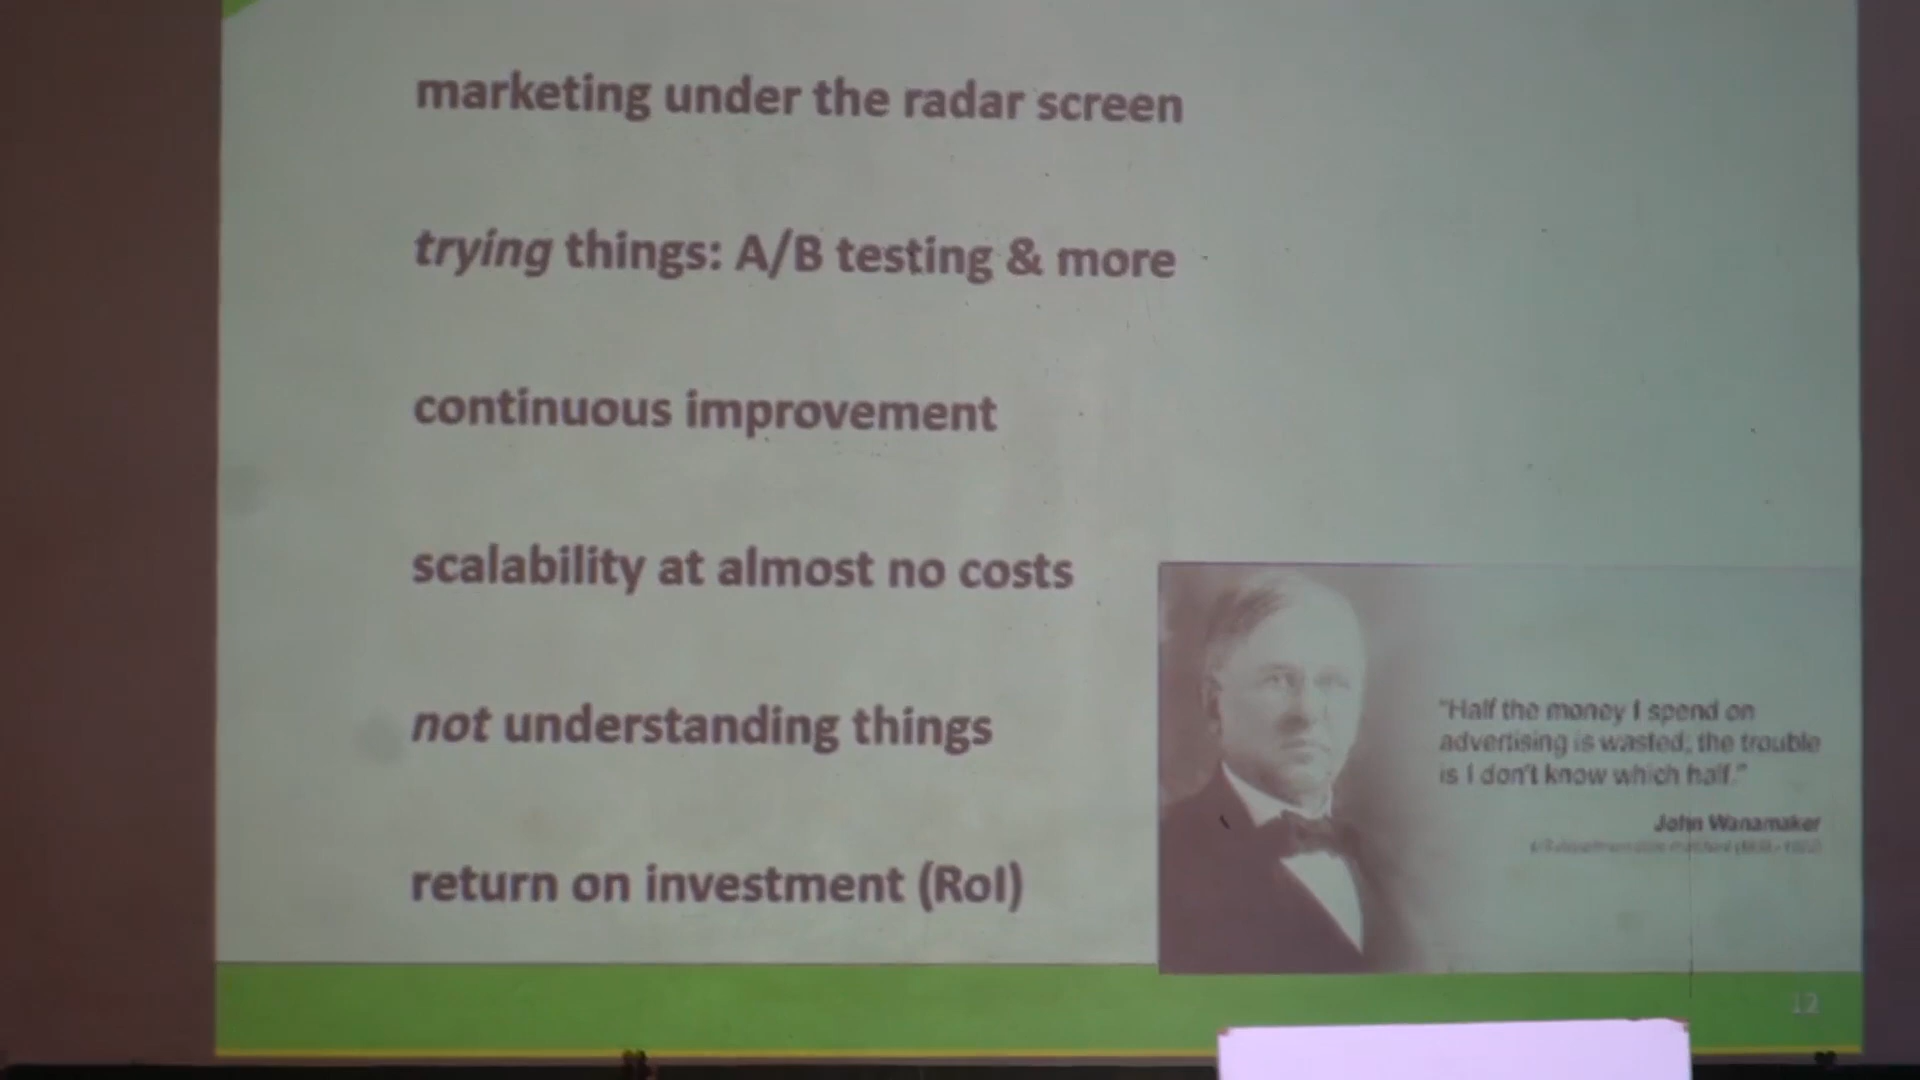 marketing under the radar screen
trying things: A/B testing & more
continuous improvement
scalability at almost no costs
not understanding things
return on investment (RoI)
"Half the money I spend on
advertising is wasted; the trouble
is I don't know which half."
John Wanamaker
12